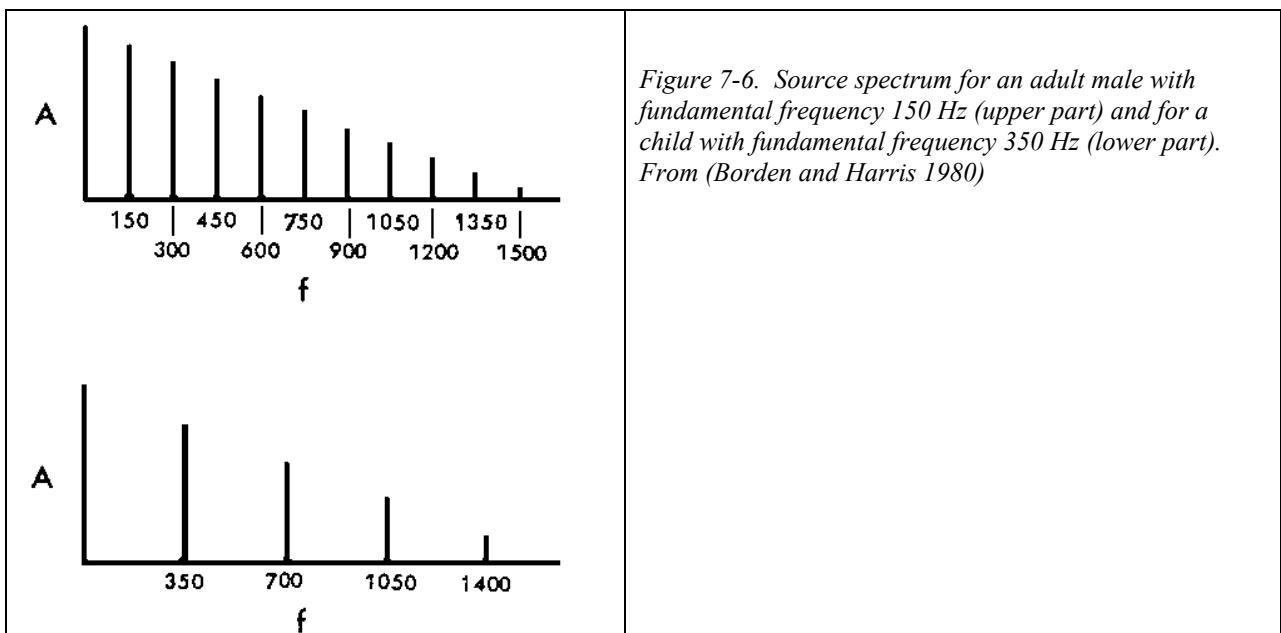 A
150 | 450 | 750 | 1050 | 1350 |
300 600 900 1200 1500
f
A
350 700 1050 1400
f
Figure 7-6. Source spectrum for an adult male with
fundamental frequency 150 Hz (upper part) and for a
child with fundamental frequency 350 Hz (lower part).
From (Borden and Harris 1980)